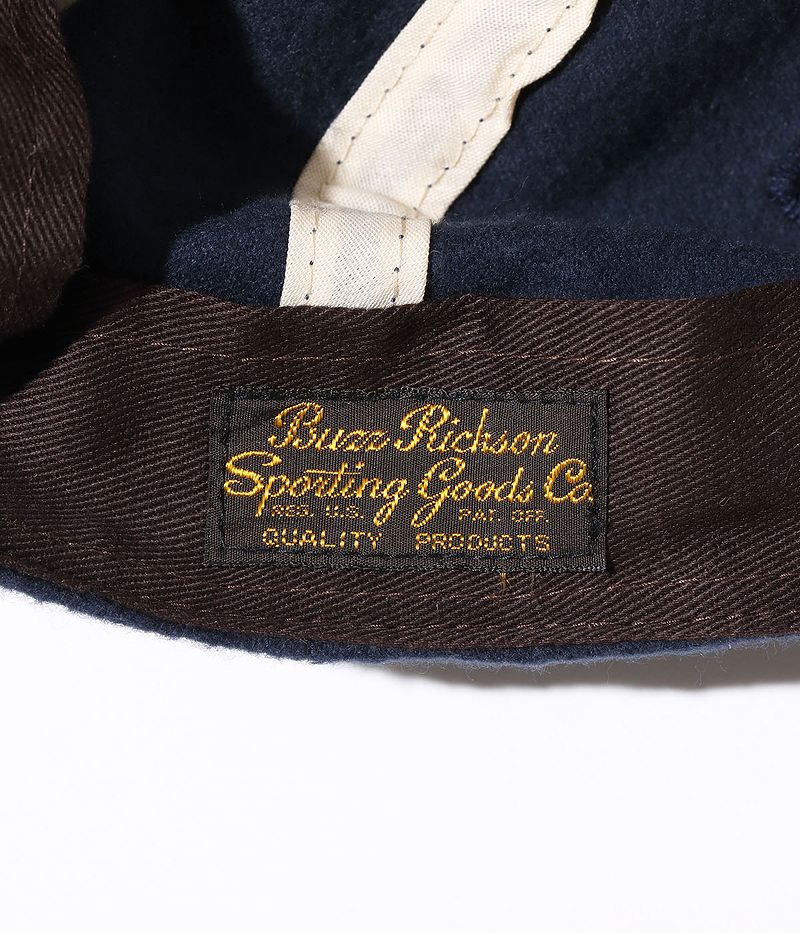 Buzz Rickson
Sporting Goods Co.
REG. U.S. PAT. OFF.
QUALITY PRODUCTS